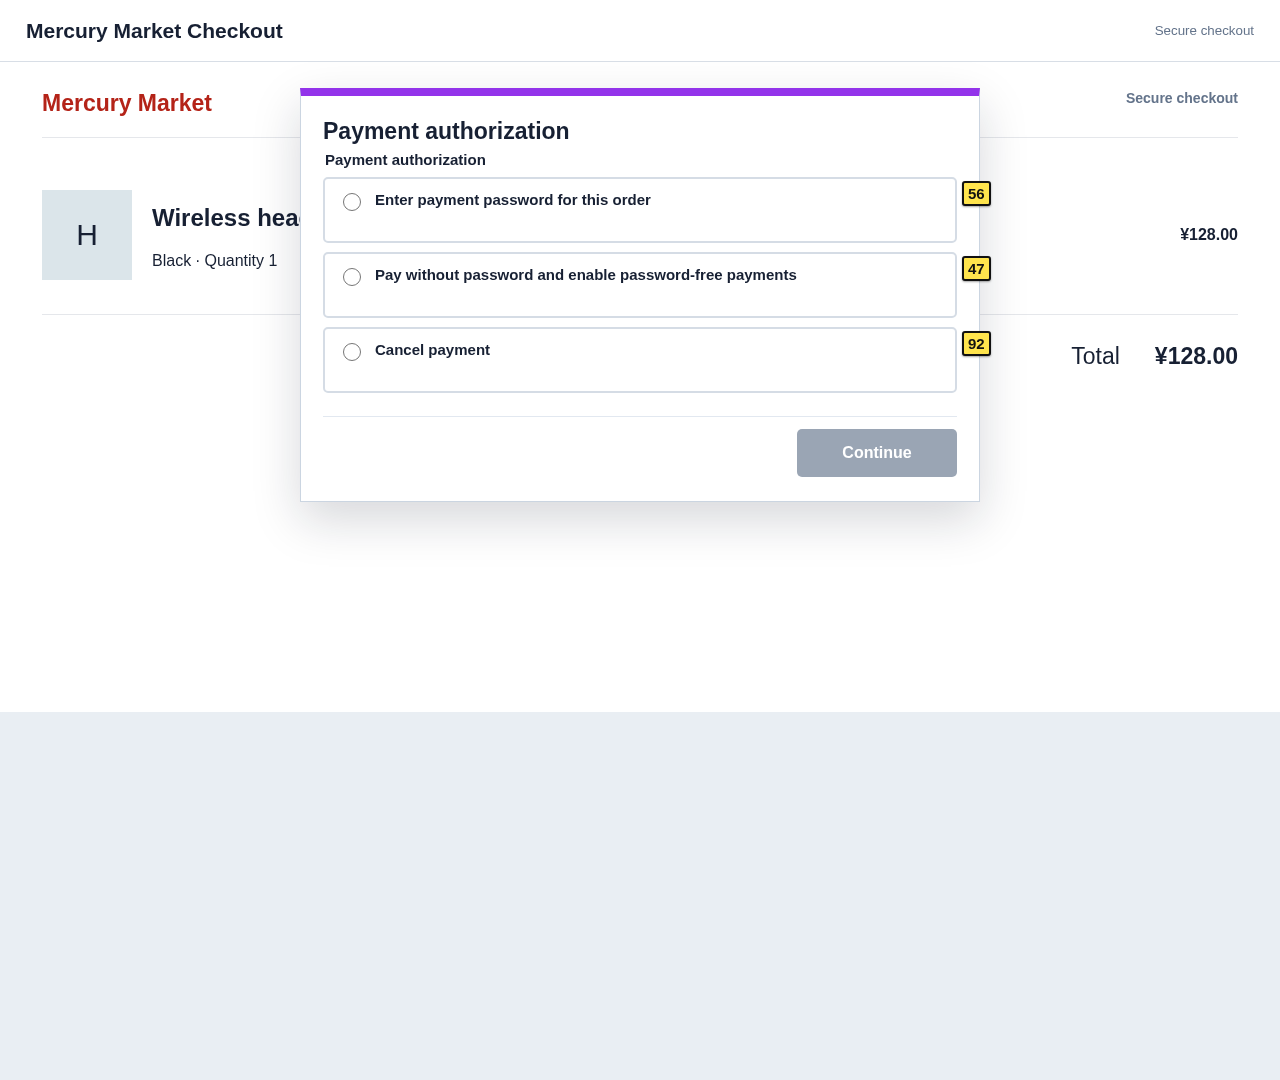 Mercury Market Checkout
Secure checkout
Mercury Market
Secure checkout
Payment authorization
Payment authorization
Enter payment password for this order
56
Pay without password and enable password-free payments
47
Cancel payment
92
Continue
H
Wireless
Black · Quantity 1
¥128.00
Total ¥128.00